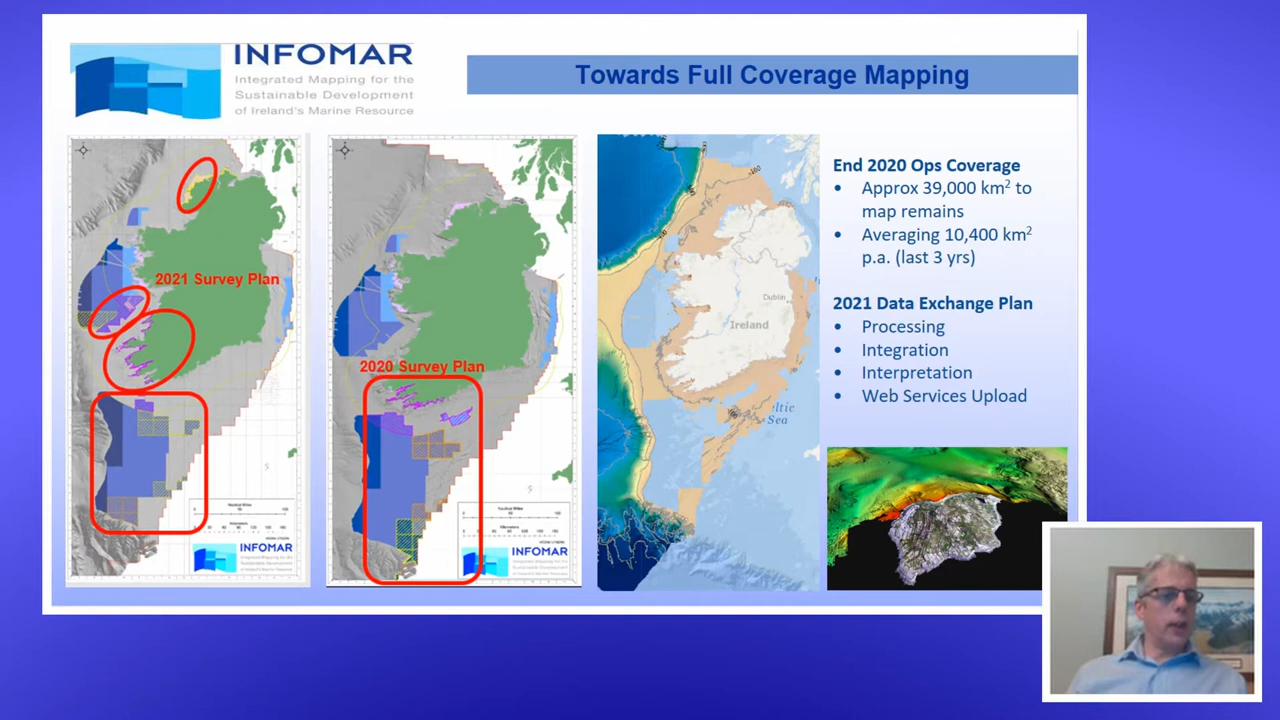 INFOMAR
Integrated Mapping for the
Sustainable Development
of Ireland's Marine Resource
Towards Full Coverage Mapping
2021 Survey Plan
INFOMAR
2020 Survey Plan
INFOMAR
Dublin
Ireland
ltic
Sea
End 2020 Ops Coverage
• Approx 39,000 km² to
map remains
• Averaging 10,400 km²
p.a. (last 3 yrs)
2021 Data Exchange Plan
• Processing
• Integration
• Interpretation
• Web Services Upload